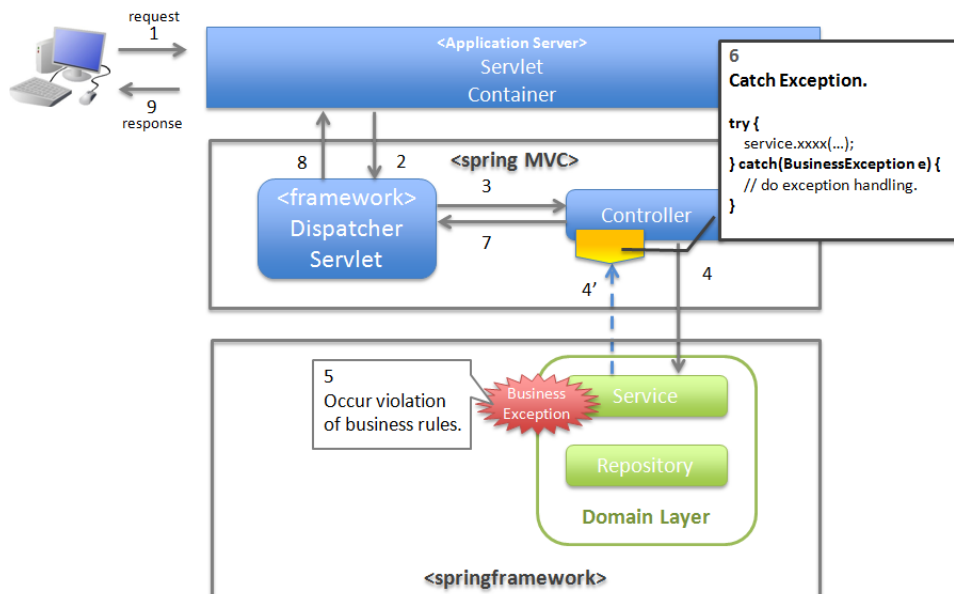 request
1
9
response
<Application Server>
Servlet
Container
6
Catch Exception.
try {
service.xxxx(...);
} catch(BusinessException e) {
// do exception handling.
}
8
2
<spring MVC>
<framework>
Dispatcher
Servlet
3
7
Controller
4'
4
5
Occur violation
of business rules.
Business
Exception
Service
Repository
Domain Layer
<springframework>